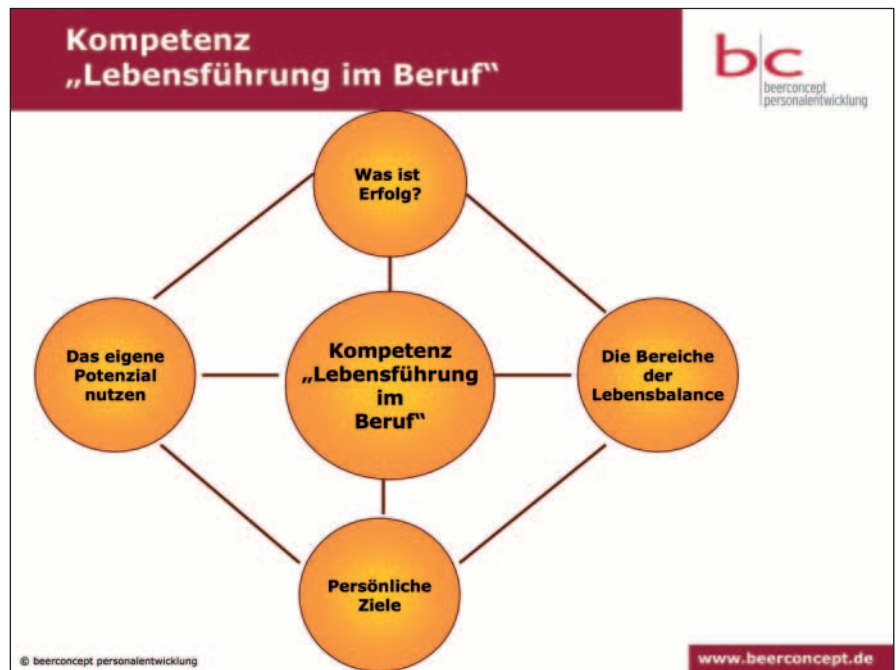 Kompetenz
„Lebensführung im Beruf“
b|c
beerconcept
personalentwicklung
Was ist
Erfolg?
Das eigene
Potenzial
nutzen
Kompetenz
„Lebensführung
im
Beruf“
Die Bereiche
der
Lebensbalance
Persönliche
Ziele
© beerconcept personalentwicklung
www.beerconcept.de